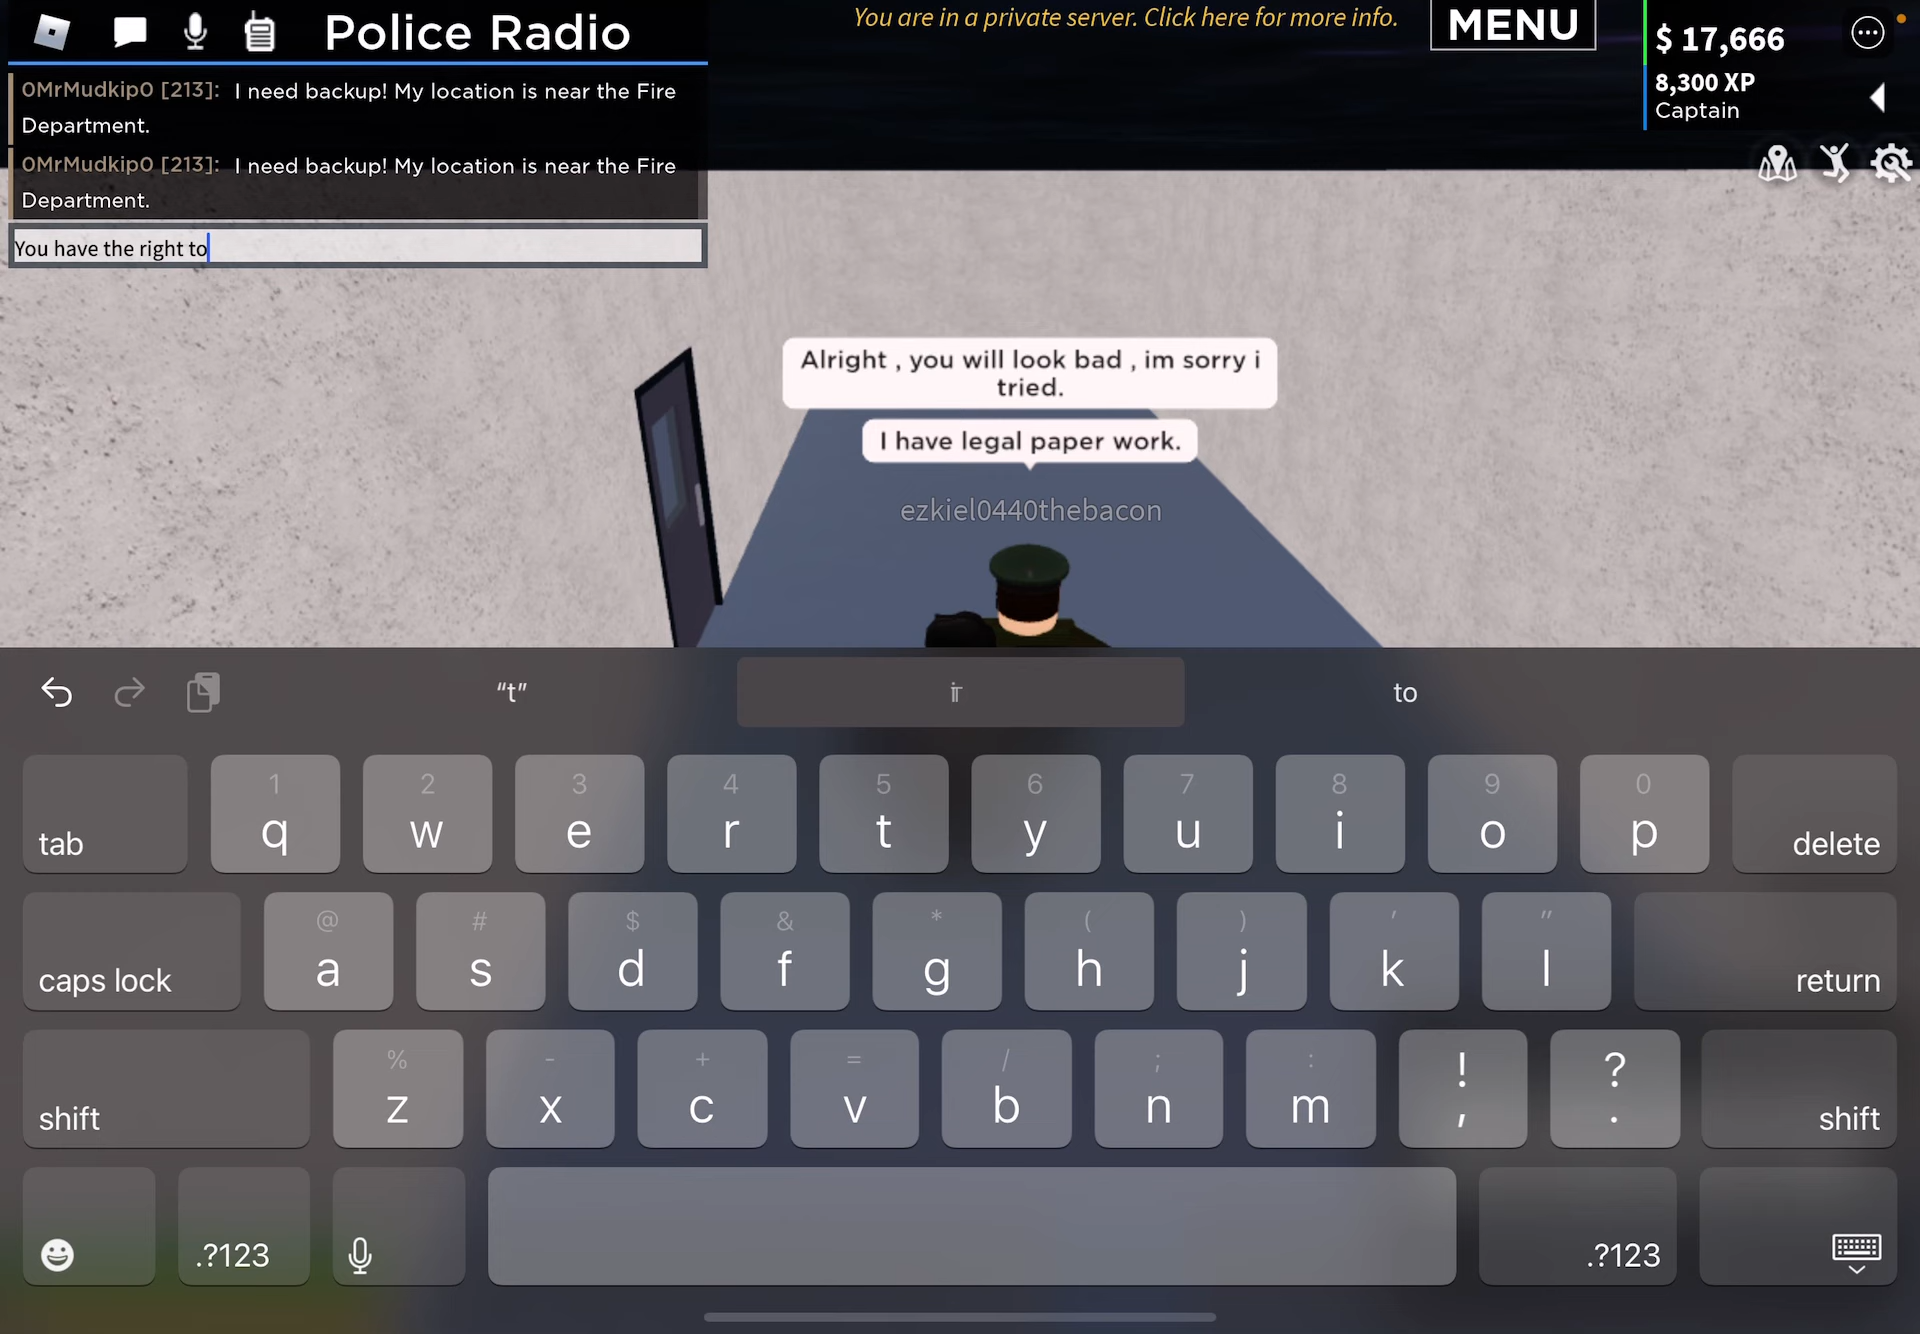 Police Radio
You are in a private server. Click here for more info.
MENU
$ 17,666
8,300 XP
Captain
0MrMudkip0 [213]: I need backup! My location is near the Fire
Department.
0MrMudkip0 [213]: I need backup! My location is near the Fire
Department.
You have the right to
Alright , you will look bad , im sorry i
tried.
I have legal paper work.
ezkiel0440thebacon
“t” to
1 2 3 4 5 6 7 8 9 0
tab q w e r t y u i o p delete
@ # $ & * ( ) ' "
caps lock a s d f g h j k l return
% - + = / ; : ! ?
shift z x c v b n m , . shift
.?123 .?123